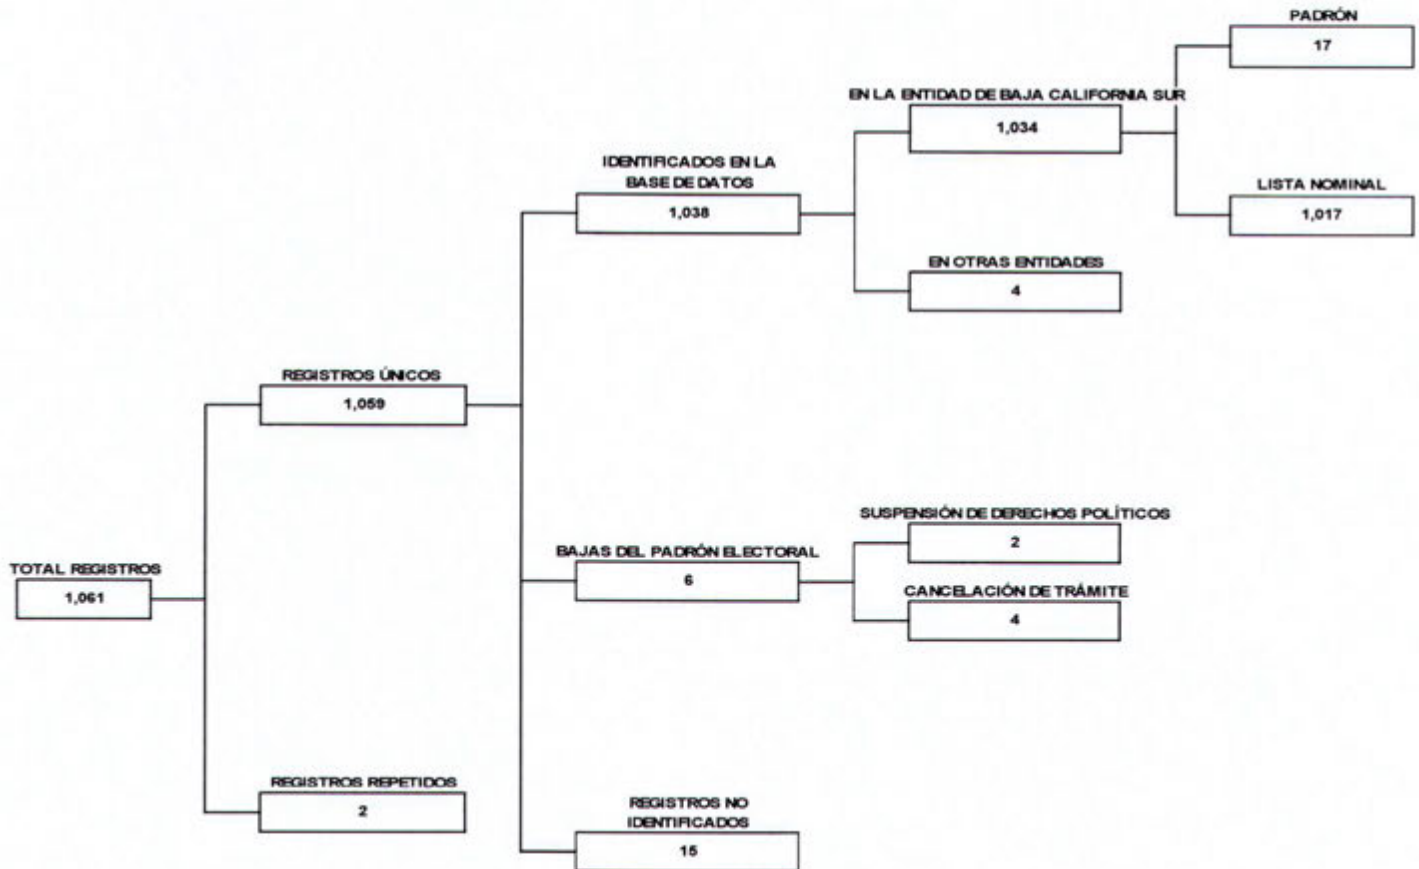 PADRÓN
17
EN LA ENTIDAD DE BAJA CALIFORNIA SUR
1,034
IDENTIFICADOS EN LA
BASE DE DATOS
1,038
LISTA NOMINAL
1,017
EN OTRAS ENTIDADES
4
REGISTROS ÚNICOS
1,059
SUSPENSIÓN DE DERECHOS POLÍTICOS
2
BAJAS DEL PADRÓN ELECTORAL
6
CANCELACIÓN DE TRÁMITE
4
TOTAL REGISTROS
1,061
REGISTROS REPETIDOS
2
REGISTROS NO
IDENTIFICADOS
15